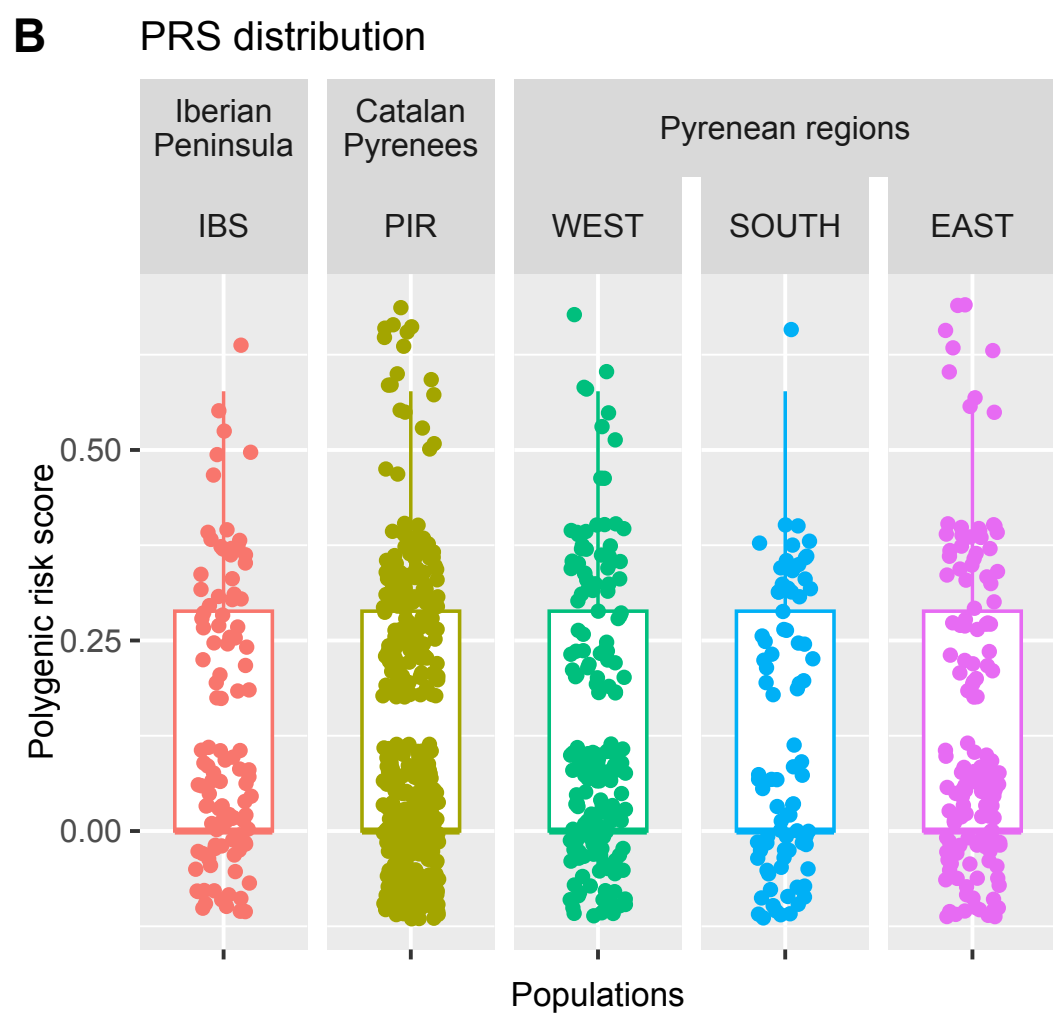 B PRS distribution
Iberian
Peninsula
Catalan
Pyrenees
Pyrenean regions
IBS
PIR
WEST
SOUTH
EAST
Polygenic risk score
0.50
0.25
0.00
Populations